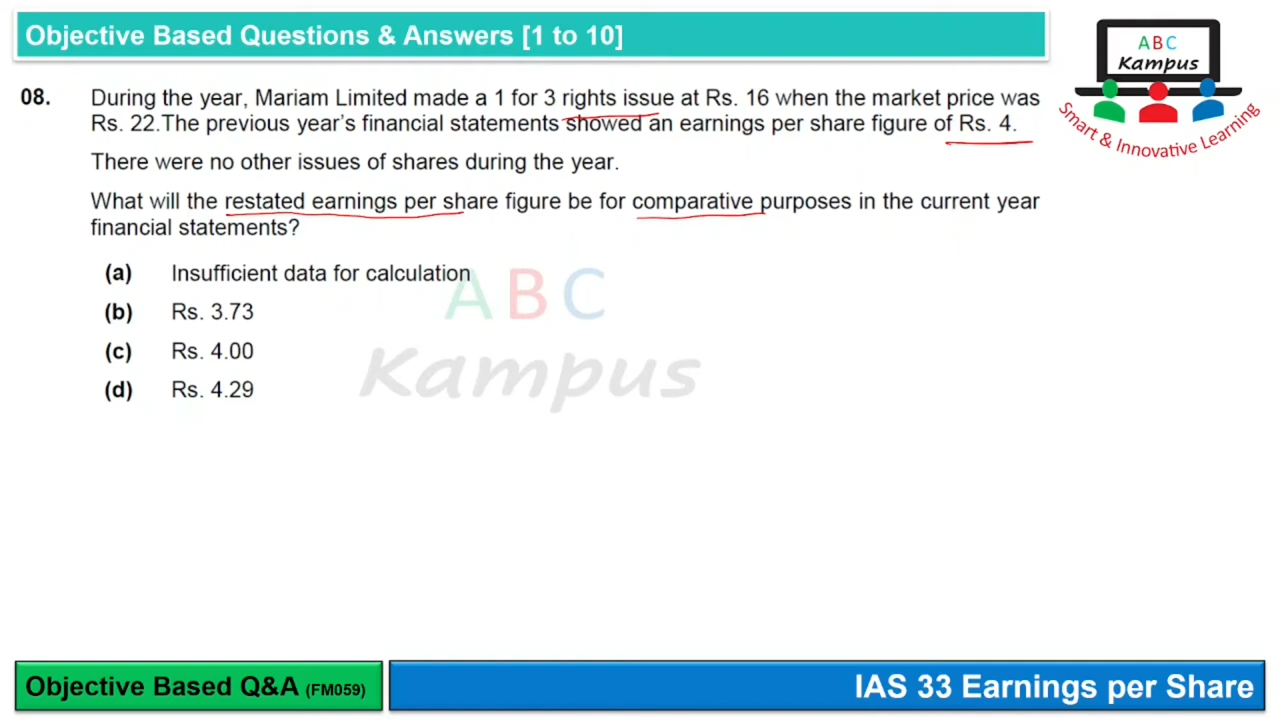 Objective Based Questions & Answers [1 to 10]
A B C
Kampus
Smart & Innovative Learning
08. During the year, Mariam Limited made a 1 for 3 rights issue at Rs. 16 when the market price was
Rs. 22.The previous year's financial statements showed an earnings per share figure of Rs. 4.
There were no other issues of shares during the year.
What will the restated earnings per share figure be for comparative purposes in the current year
financial statements?
(a) Insufficient data for calculation
(b) Rs. 3.73
(c) Rs. 4.00
(d) Rs. 4.29
A B C
Kampus
Objective Based Q&A (FM059)
IAS 33 Earnings per Share